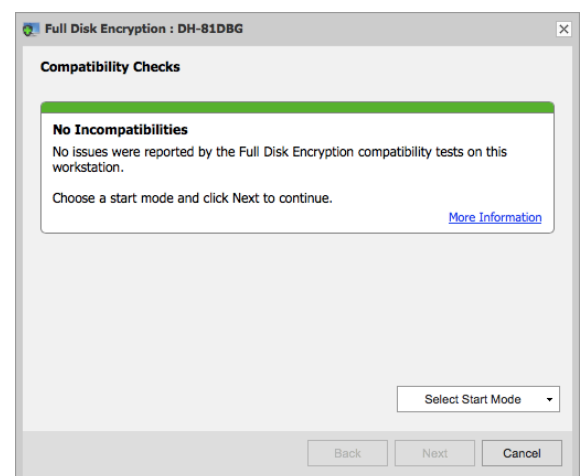 Full Disk Encryption : DH-81DBG
Compatibility Checks
No Incompatibilities
No issues were reported by the Full Disk Encryption compatibility tests on this
workstation.
Choose a start mode and click Next to continue.
More Information
Select Start Mode
Back
Next
Cancel